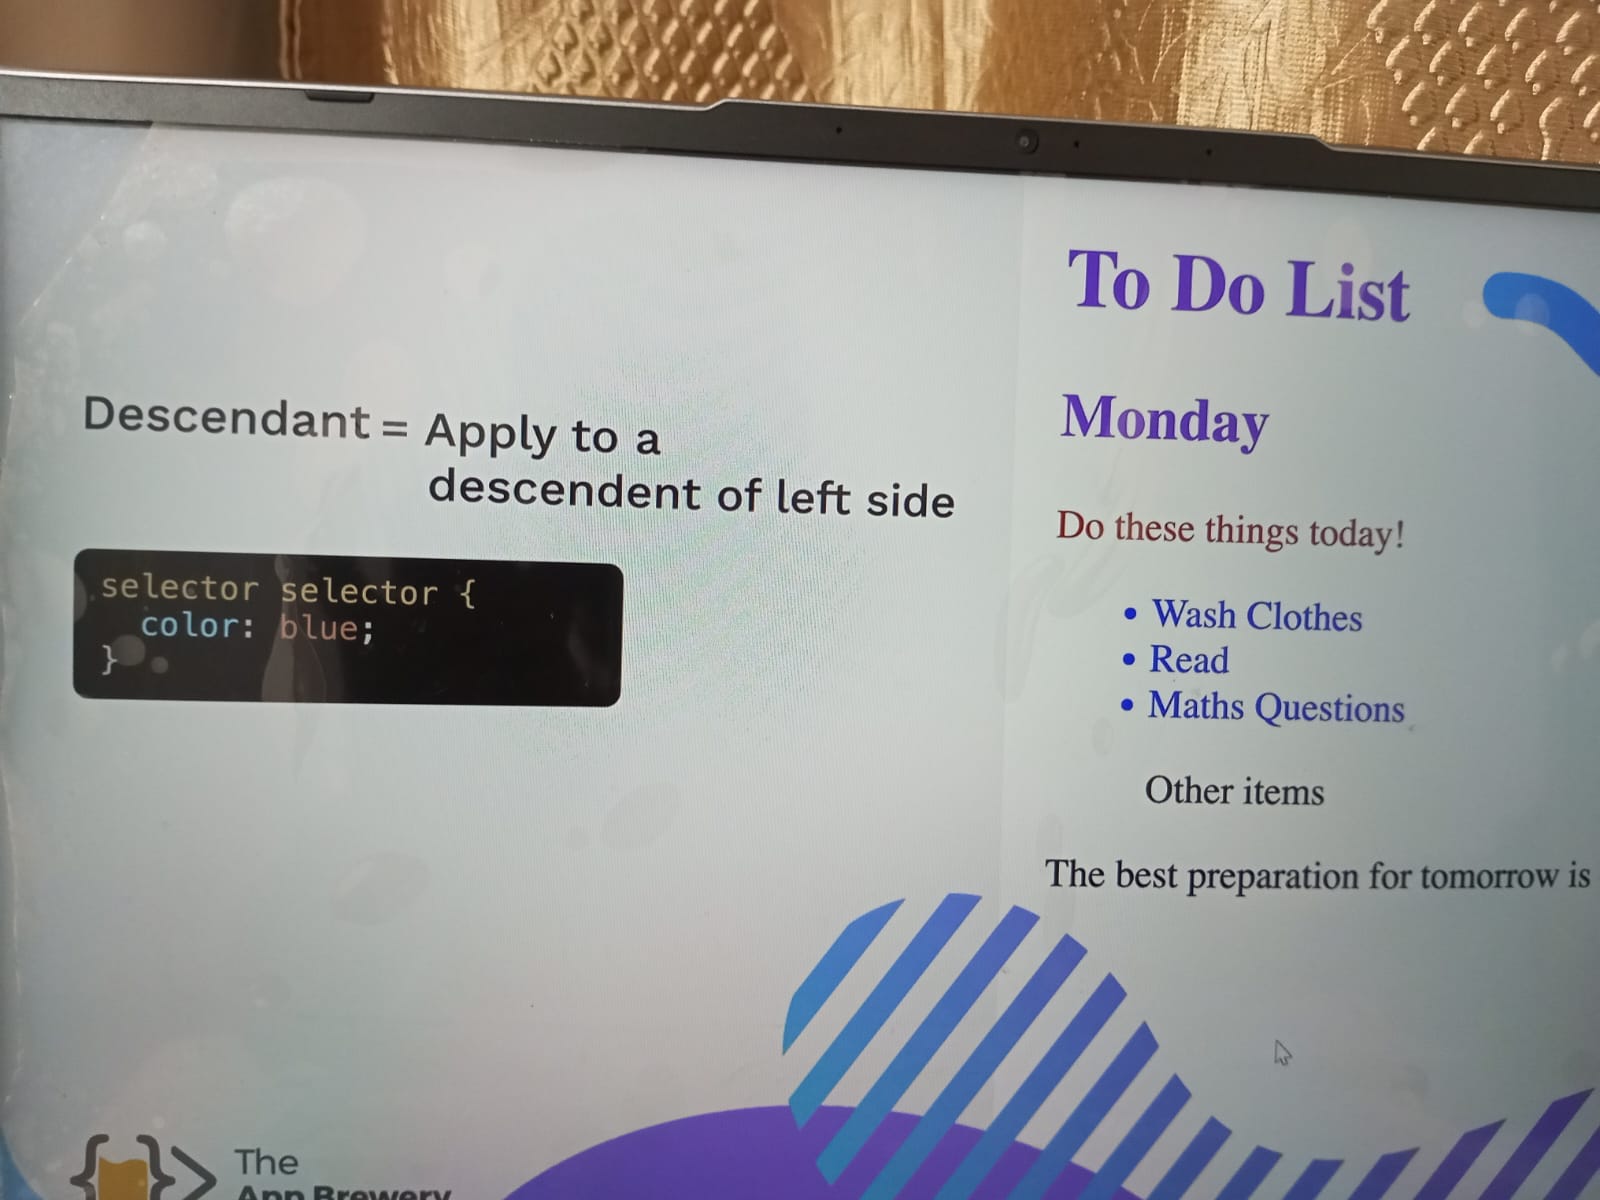 Descendant = Apply to a
descendent of left side
selector selector {
color: blue;
}
To Do List
Monday
Do these things today!
• Wash Clothes
• Read
• Maths Questions
Other items
The best preparation for tomorrow is
The
App Brewery